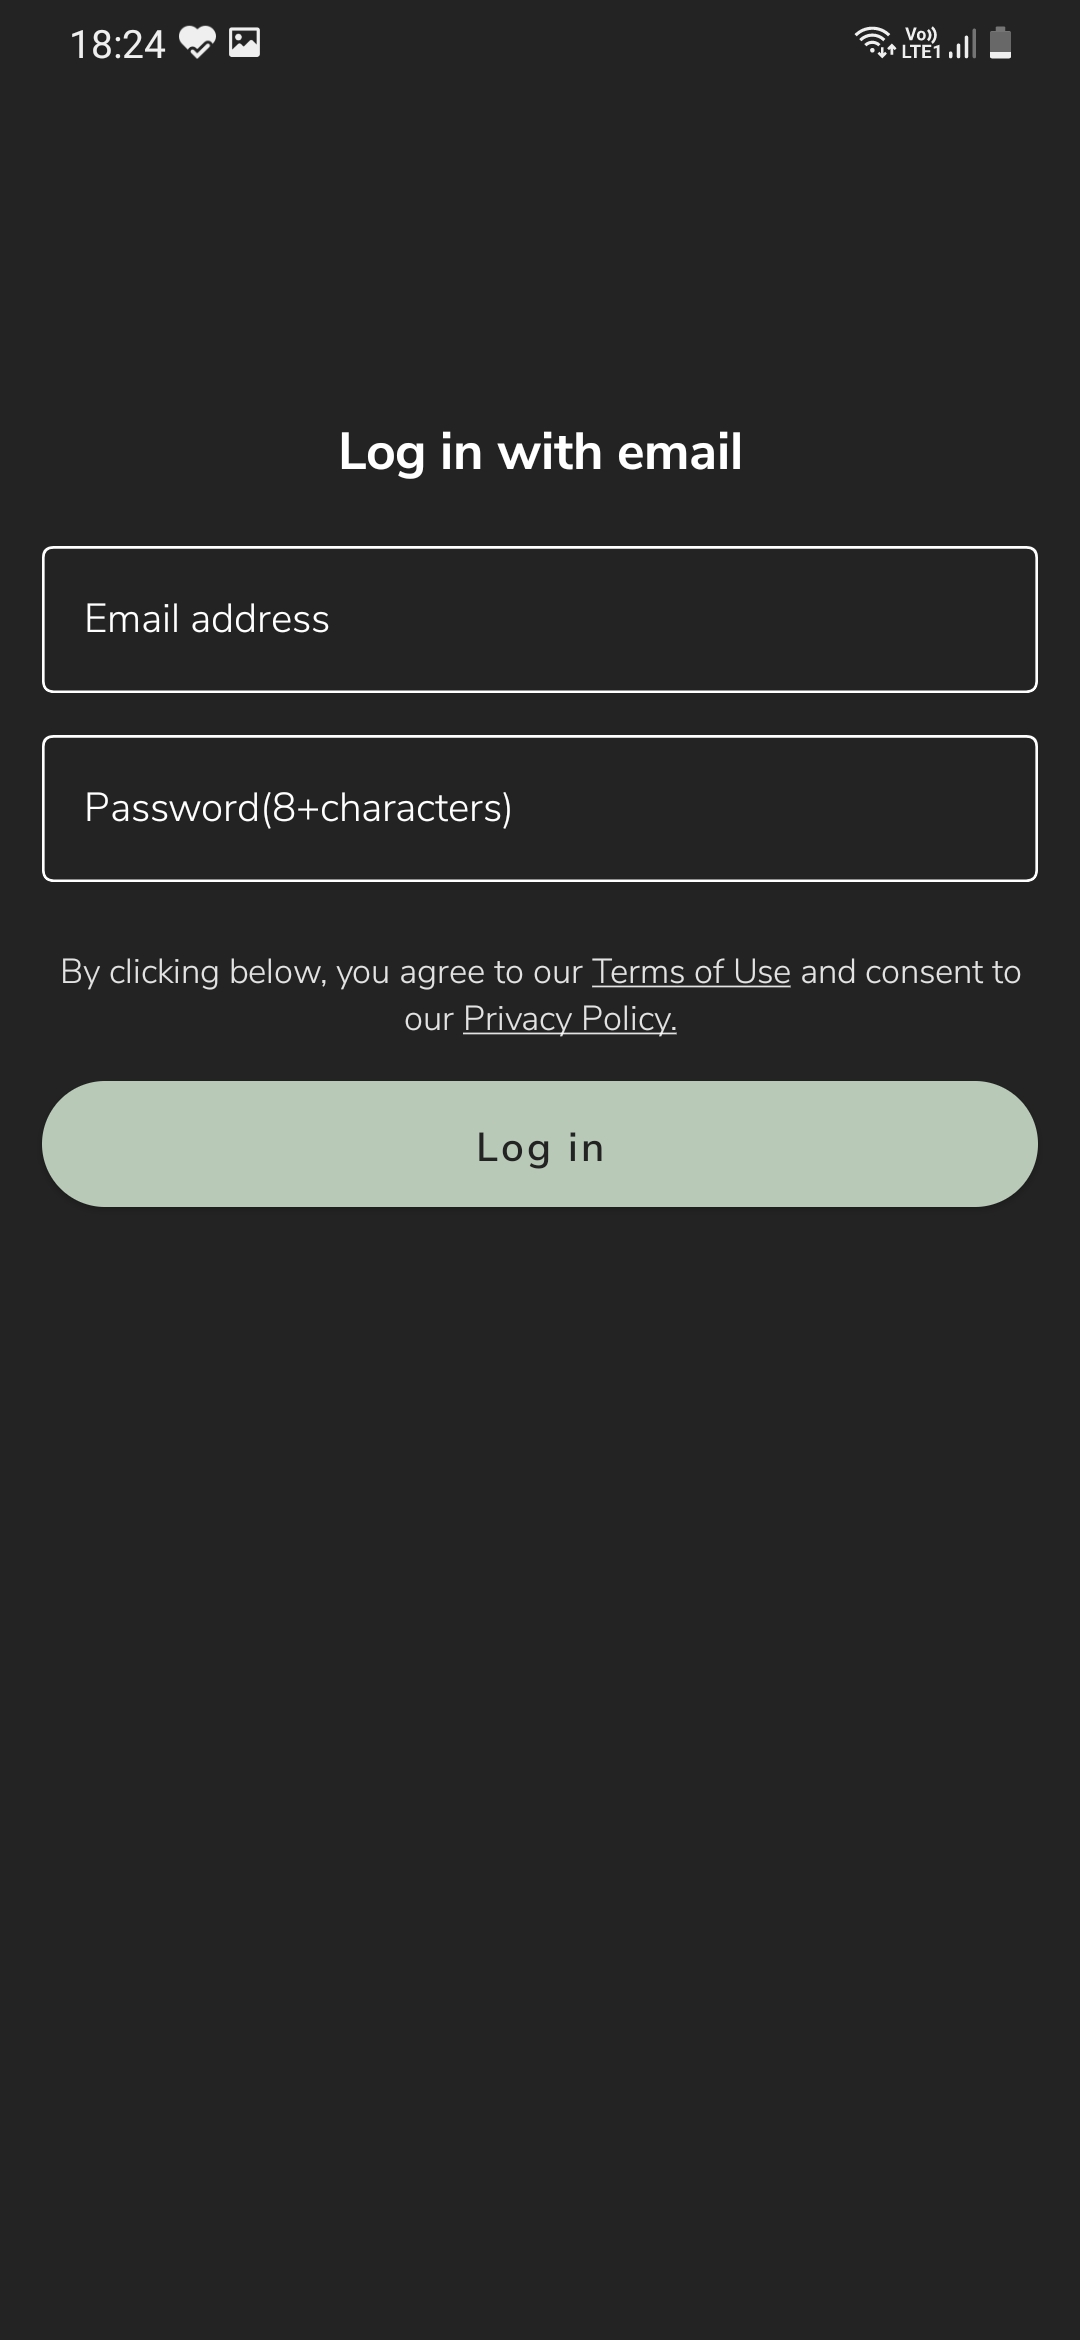 18:24
Vo))
LTE1
Log in with email
Email address
Password(8+characters)
By clicking below, you agree to our Terms of Use and consent to
our Privacy Policy.
Log in